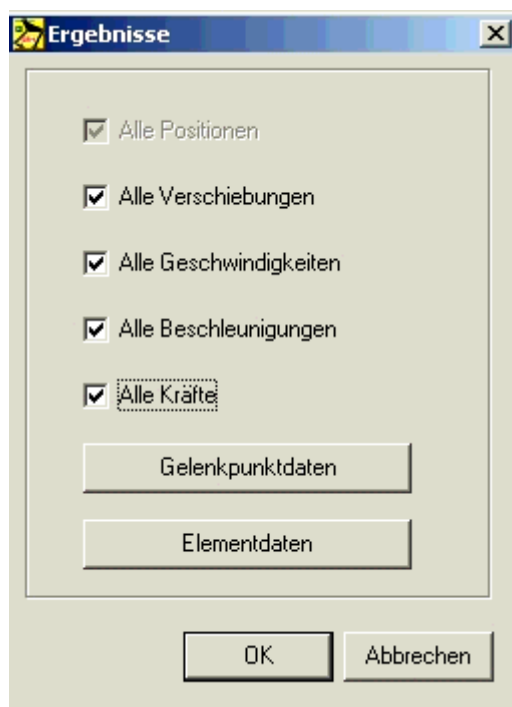 Ergebnisse
Alle Positionen
Alle Verschiebungen
Alle Geschwindigkeiten
Alle Beschleunigungen
Alle Kräfte
Gelenkpunktdaten
Elementdaten
OK Abbrechen